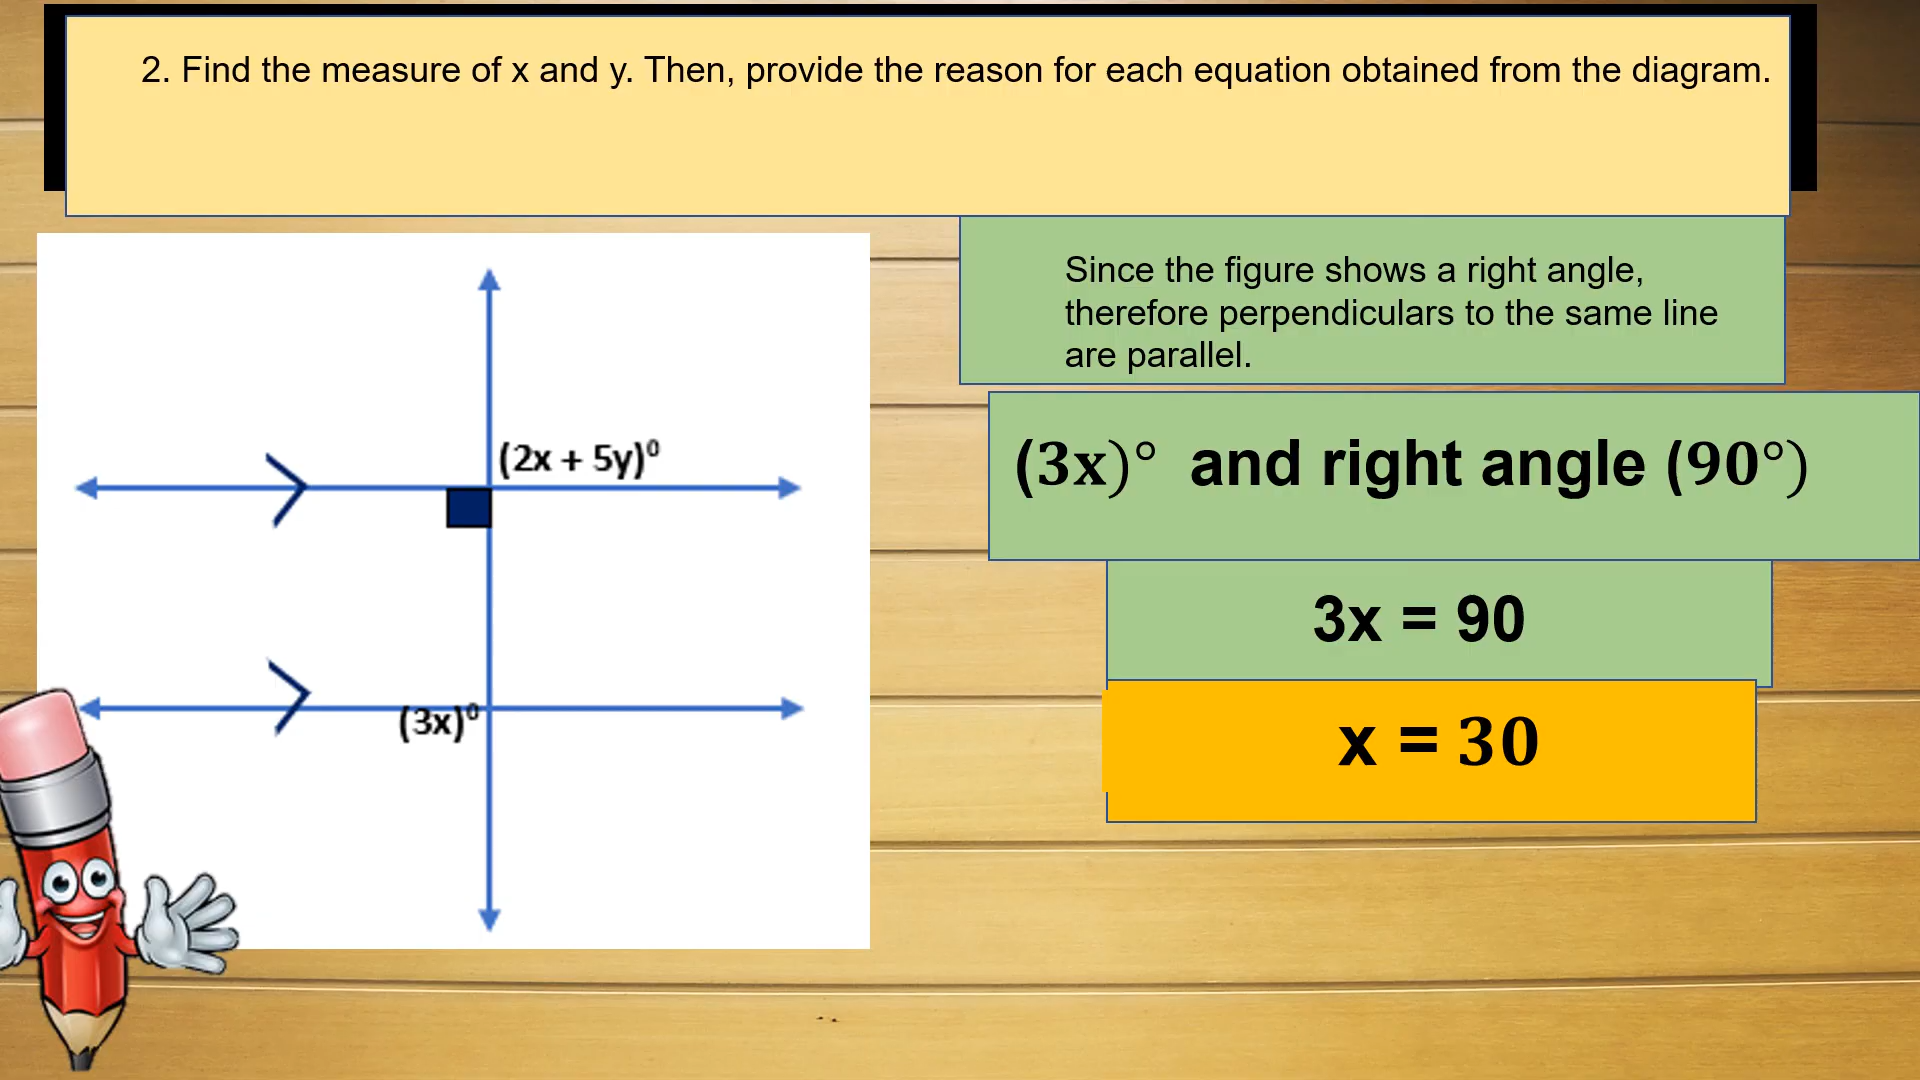 2. Find the measure of x and y. Then, provide the reason for each equation obtained from the diagram.
Since the figure shows a right angle,
therefore perpendiculars to the same line
are parallel.
(2x + 5y)⁰
(3x)° and right angle (90°)
3x = 90
(3x)⁰
x = 30